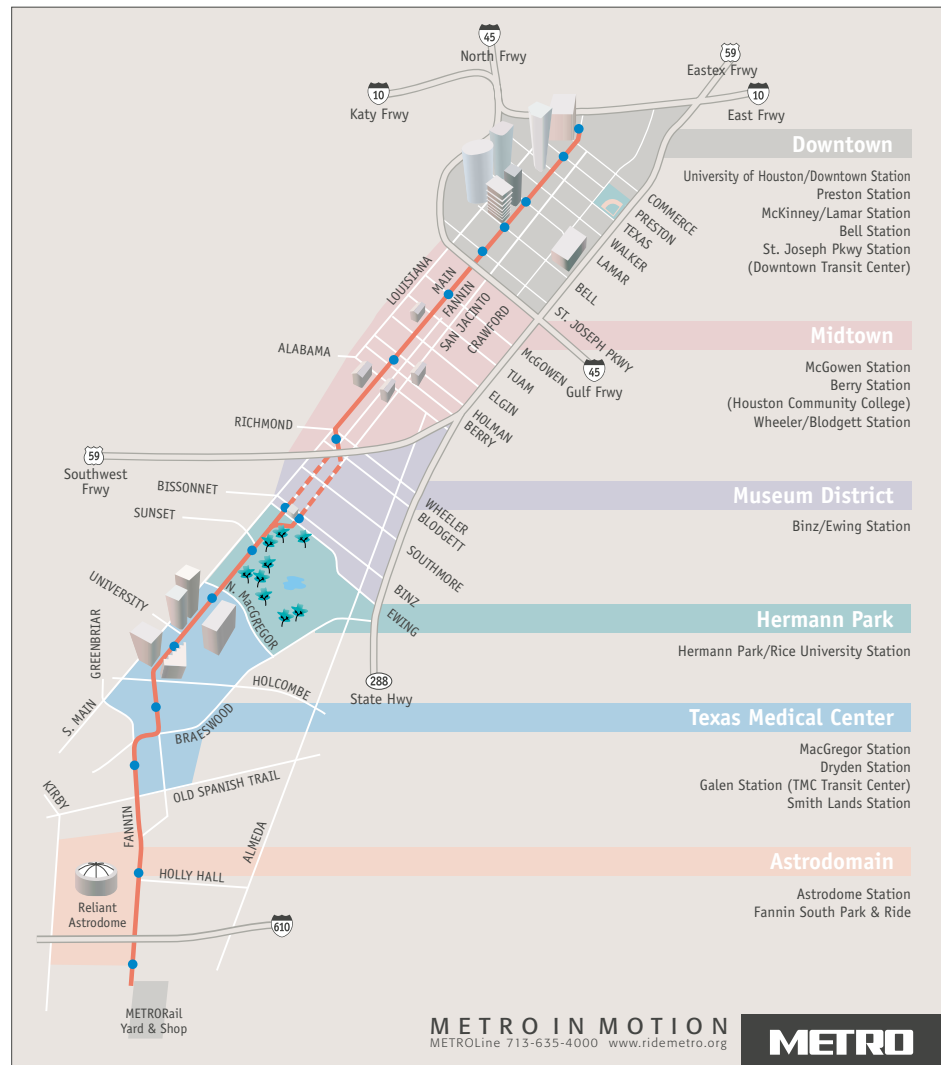 45
North Frwy
59
Eastex Frwy
10
Katy Frwy
10
East Frwy
Downtown
University of Houston/Downtown Station
Preston Station
McKinney/Lamar Station
Bell Station
St. Joseph Pkwy Station
(Downtown Transit Center)
COMMERCE
PRESTON
TEXAS
WALKER
LAMAR
BELL
ST. JOSEPH PKWY
LOUISIANA
MAIN
FANNIN
SAN JACINTO
CRAWFORD
Midtown
McGowen Station
Berry Station
(Houston Community College)
Wheeler/Blodgett Station
ALABAMA
McGOWEN
45
Gulf Frwy
TUAM
ELGIN
HOLMAN
BERRY
RICHMOND
59
Southwest
Frwy
BISSONNET
SUNSET
Museum District
Binz/Ewing Station
WHEELER
BLODGETT
SOUTHMORE
BINZ
EWING
UNIVERSITY
N. MacGREGOR
Hermann Park
Hermann Park/Rice University Station
GREENBRIAR
HOLCOMBE
288
State Hwy
S. MAIN
BRAESWOOD
Texas Medical Center
MacGregor Station
Dryden Station
Galen Station (TMC Transit Center)
Smith Lands Station
KIRBY
OLD SPANISH TRAIL
FANNIN
ALMEDA
Astrodomain
Astrodome Station
Fannin South Park & Ride
HOLLY HALL
Reliant
Astrodome
610
METRORail
Yard & Shop
METRO IN MOTION
METROLine 713-635-4000 www.ridemetro.org
METRO